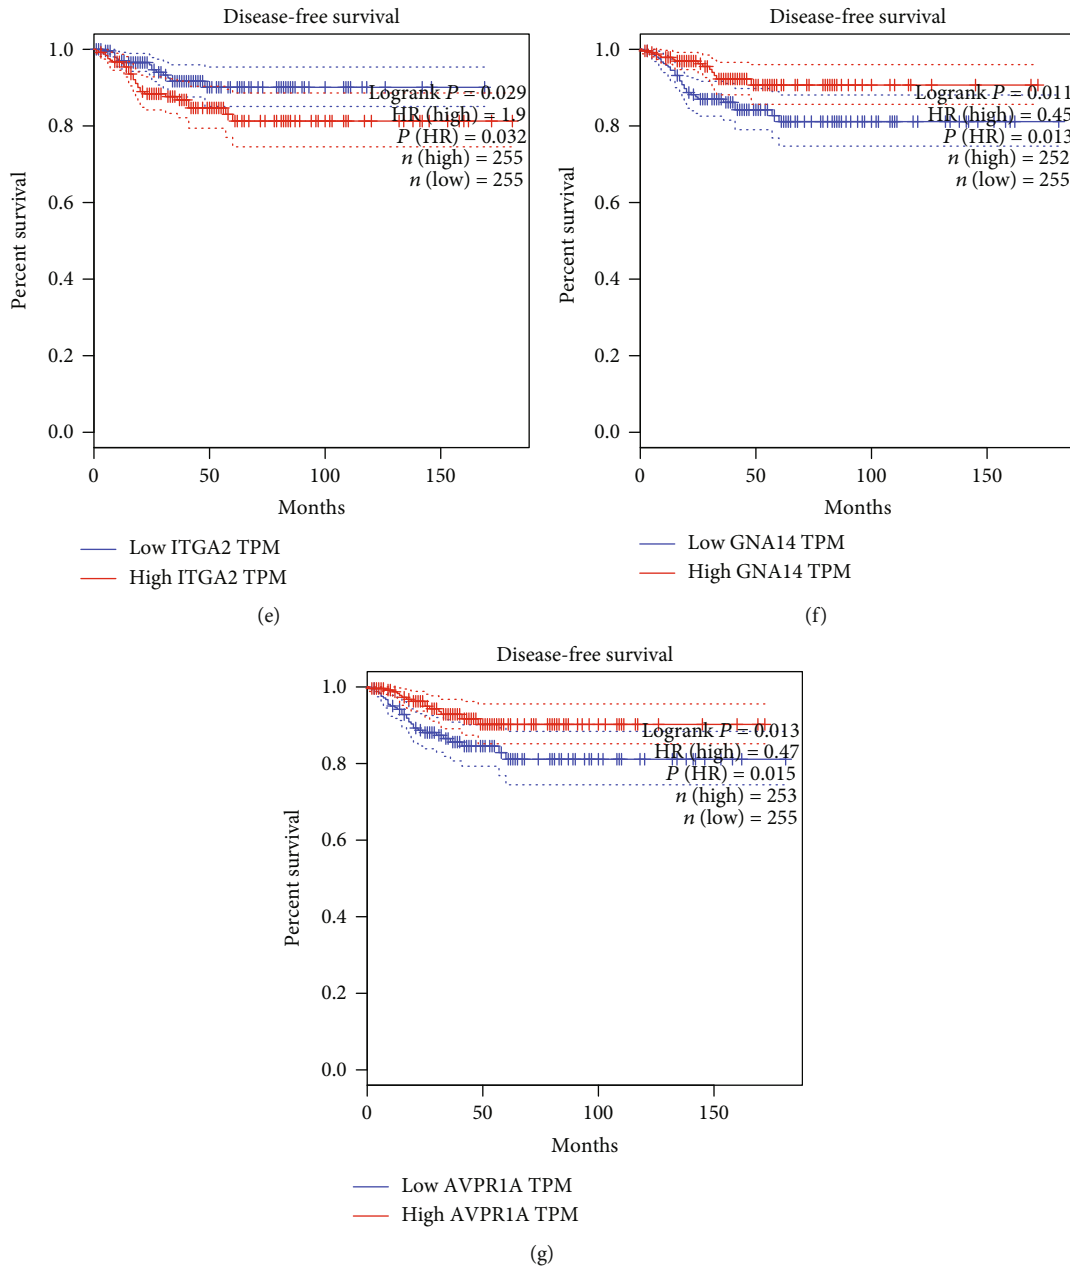 Disease-free survival
1.0
0.8
0.6
0.4
0.2
0.0
Percent survival
Logrank P = 0.029
HR (high) = 1.9
P (HR) = 0.032
n (high) = 255
n (low) = 255
0 50 100 150
Months
Low ITGA2 TPM
High ITGA2 TPM
(e)
Disease-free survival
1.0
0.8
0.6
0.4
0.2
0.0
Percent survival
Logrank P = 0.011
HR (high) = 0.45
P (HR) = 0.013
n (high) = 252
n (low) = 255
0 50 100 150
Months
Low GNA14 TPM
High GNA14 TPM
(f)
Disease-free survival
1.0
0.8
0.6
0.4
0.2
0.0
Percent survival
Logrank P = 0.013
HR (high) = 0.47
P (HR) = 0.015
n (high) = 253
n (low) = 255
0 50 100 150
Months
Low AVPR1A TPM
High AVPR1A TPM
(g)